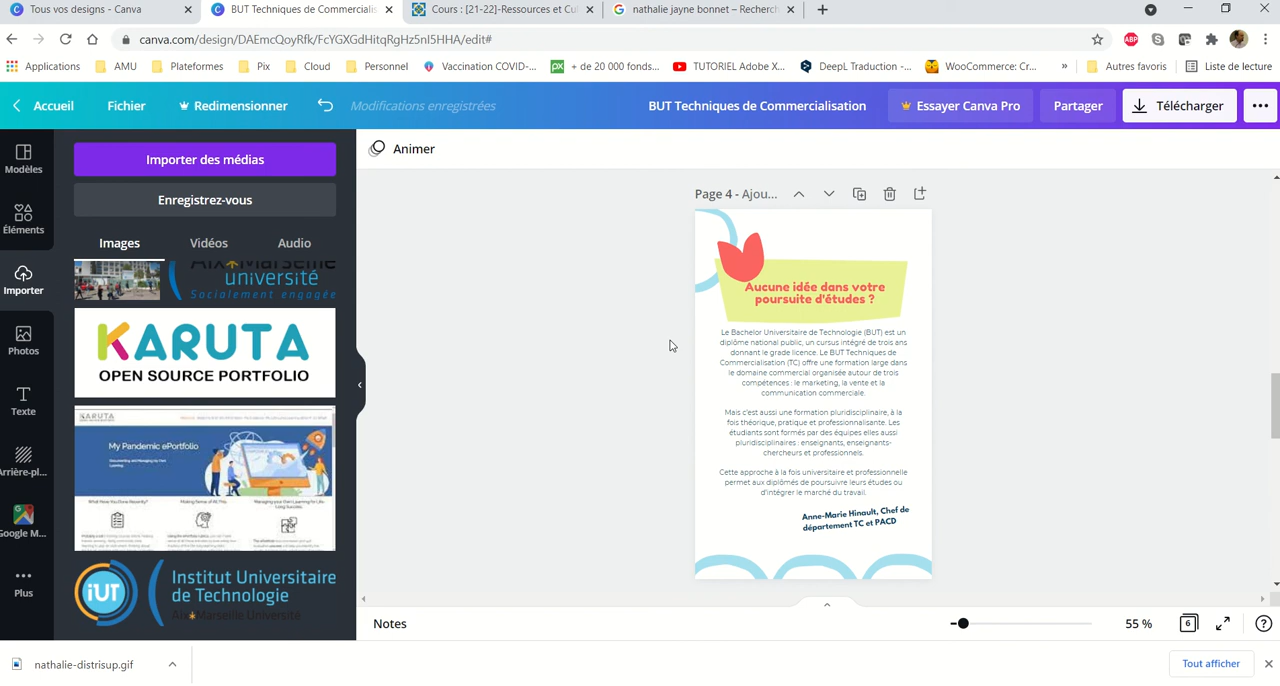 Tous vos designs - Canva
BUT Techniques de Commercialis
Cours : [21-22]-Ressources et Cu
nathalie jayne bonnet – Recherch
canva.com/design/DAEmcQoyRfk/FcYGXGdHitqRgHz5nI5HHA/edit#
Applications
AMU
Plateformes
Pix
Cloud
Personnel
Vaccination COVID-...
+ de 20 000 fonds...
TUTORIEL Adobe X...
DeepL Traduction -...
WooCommerce: Cr...
»
Autres favoris
Liste de lecture
Accueil
Fichier
Redimensionner
Modifications enregistrées
BUT Techniques de Commercialisation
Essayer Canva Pro
Partager
Télécharger
Modèles
Éléments
Importer
Photos
Texte
Arrière-pl...
Google M...
Plus
Importer des médias
Enregistrez-vous
Images
Vidéos
Audio
Aix*Marseille
université
Socialement engagée
KARUTA
OPEN SOURCE PORTFOLIO
KARUTA
My Pandemic ePortfolio
iUT
Institut Universitaire
de Technologie
Aix*Marseille Université
Animer
Page 4 - Ajou...
Aucune idée dans votre
poursuite d'études ?
Le Bachelor Universitaire de Technologie (BUT) est un
diplôme national public, un cursus intégré de trois ans
donnant le grade licence. Le BUT Techniques de
Commercialisation (TC) offre une formation large dans
le domaine commercial organisée autour de trois
compétences : le marketing, la vente et la
communication commerciale.
Mais c'est aussi une formation pluridisciplinaire, à la
fois théorique, pratique et professionnalisante. Les
étudiants sont formés par des équipes elles aussi
pluridisciplinaires : enseignants, enseignants-
chercheurs et professionnels.
Cette approche à la fois universitaire et professionnelle
permet aux diplômés de poursuivre leurs études ou
d'intégrer le marché du travail.
Anne-Marie Hinault, Chef de
département TC et PACD
Notes
55 %
6
nathalie-distrisup.gif
Tout afficher